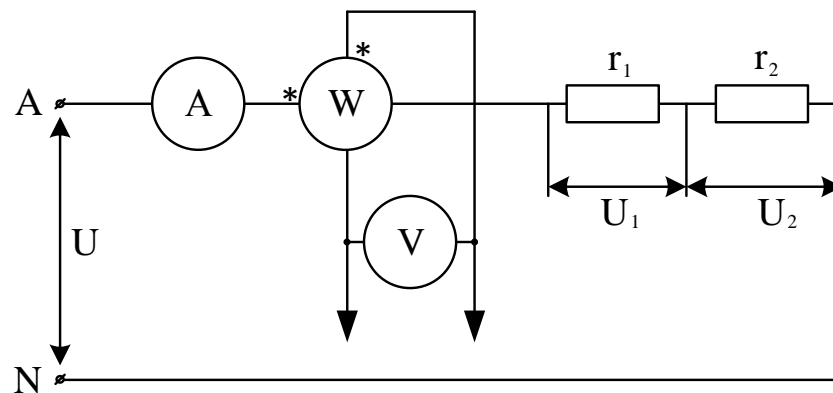 r₁ r₂
A A * * W
U₁ U₂
U V
N